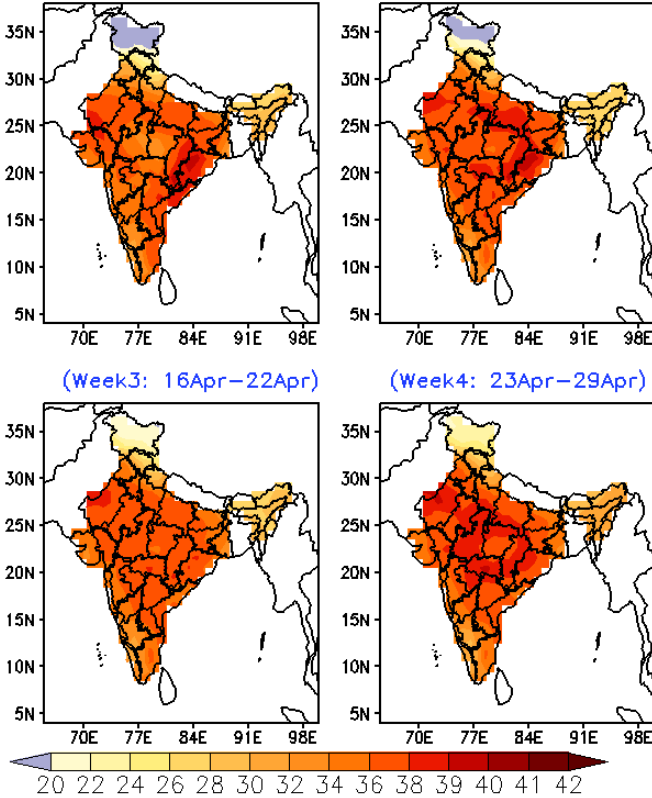 35N
30N
25N
20N
15N
10N
5N
70E 77E 84E 91E 98E
35N
30N
25N
20N
15N
10N
5N
70E 77E 84E 91E 98E
(Week3: 16Apr-22Apr)
(Week4: 23Apr-29Apr)
35N
30N
25N
20N
15N
10N
5N
70E 77E 84E 91E 98E
35N
30N
25N
20N
15N
10N
5N
70E 77E 84E 91E 98E
20 22 24 26 28 30 32 34 36 38 39 40 41 42